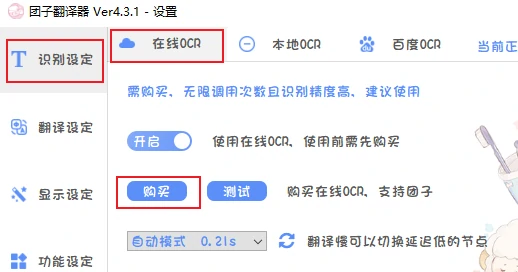 团子翻译器 Ver4.3.1 - 设置
识别设定
翻译设定
显示设定
功能设定
在线OCR
本地OCR
百度OCR
当前正
需购买、无限调用次数且识别精度高、建议使用
开启
使用在线OCR、使用前需先购买
购买
测试
购买在线OCR、支持团子
自动模式 0.21s
翻译慢可以切换延迟低的节点